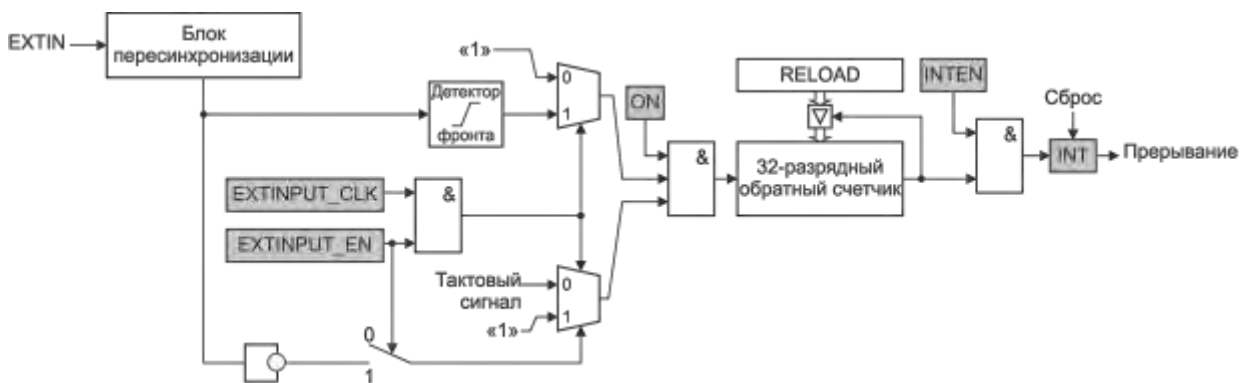 EXTIN
Блок
пересинхронизации
«1»
0
1
Детектор
фронта
ON
&
RELOAD
32-разрядный
обратный счетчик
INTEN
&
Сброс
INT
Прерывание
EXTINPUT_CLK
&
EXTINPUT_EN
Тактовый
сигнал
0
«1»
1
0
1